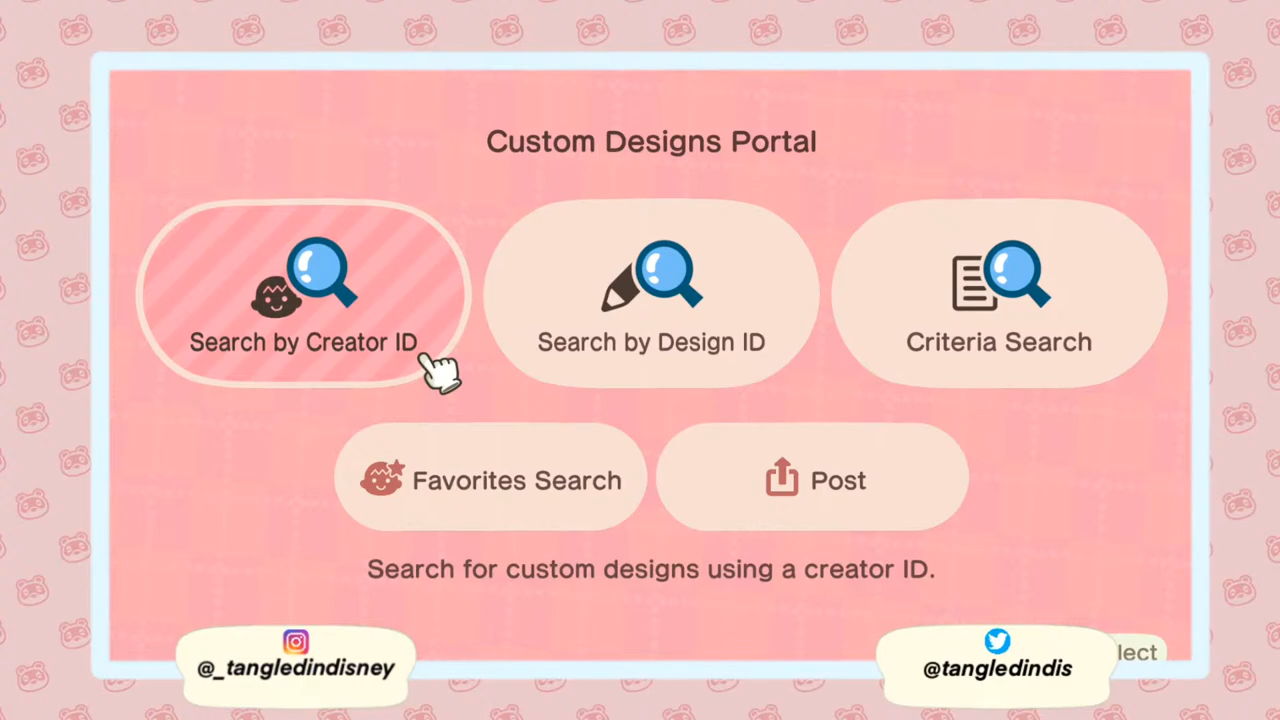 Custom Designs Portal
Search by Creator ID
Search by Design ID
Criteria Search
Favorites Search
Post
Search for custom designs using a creator ID.
@_tangledindisney
@tangledindis
lect